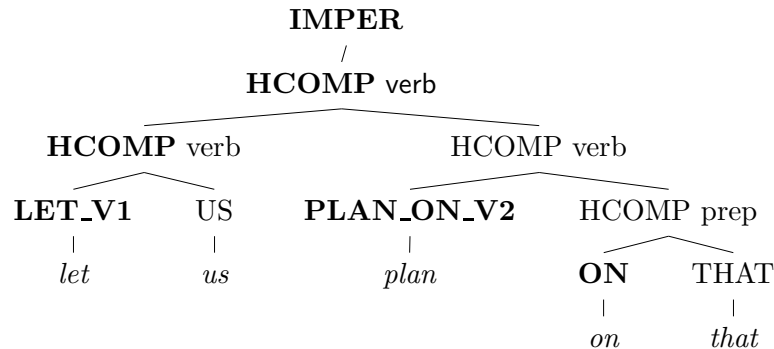 IMPER
HCOMP verb
HCOMP verb HCOMP verb
LET_V1 US PLAN_ON_V2 HCOMP prep
let us plan ON THAT
on that